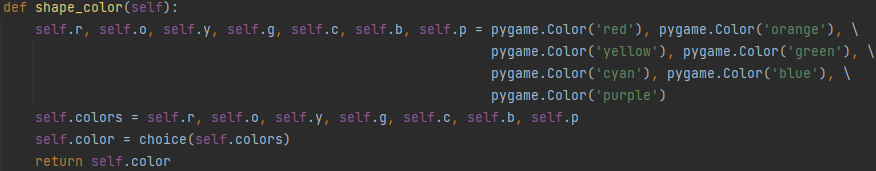 def shape_color(self):
    self.r, self.o, self.y, self.g, self.c, self.b, self.p = pygame.Color('red'), pygame.Color('orange'), \
                                                             pygame.Color('yellow'), pygame.Color('green'), \
                                                             pygame.Color('cyan'), pygame.Color('blue'), \
                                                             pygame.Color('purple')
    self.colors = self.r, self.o, self.y, self.g, self.c, self.b, self.p
    self.color = choice(self.colors)
    return self.color